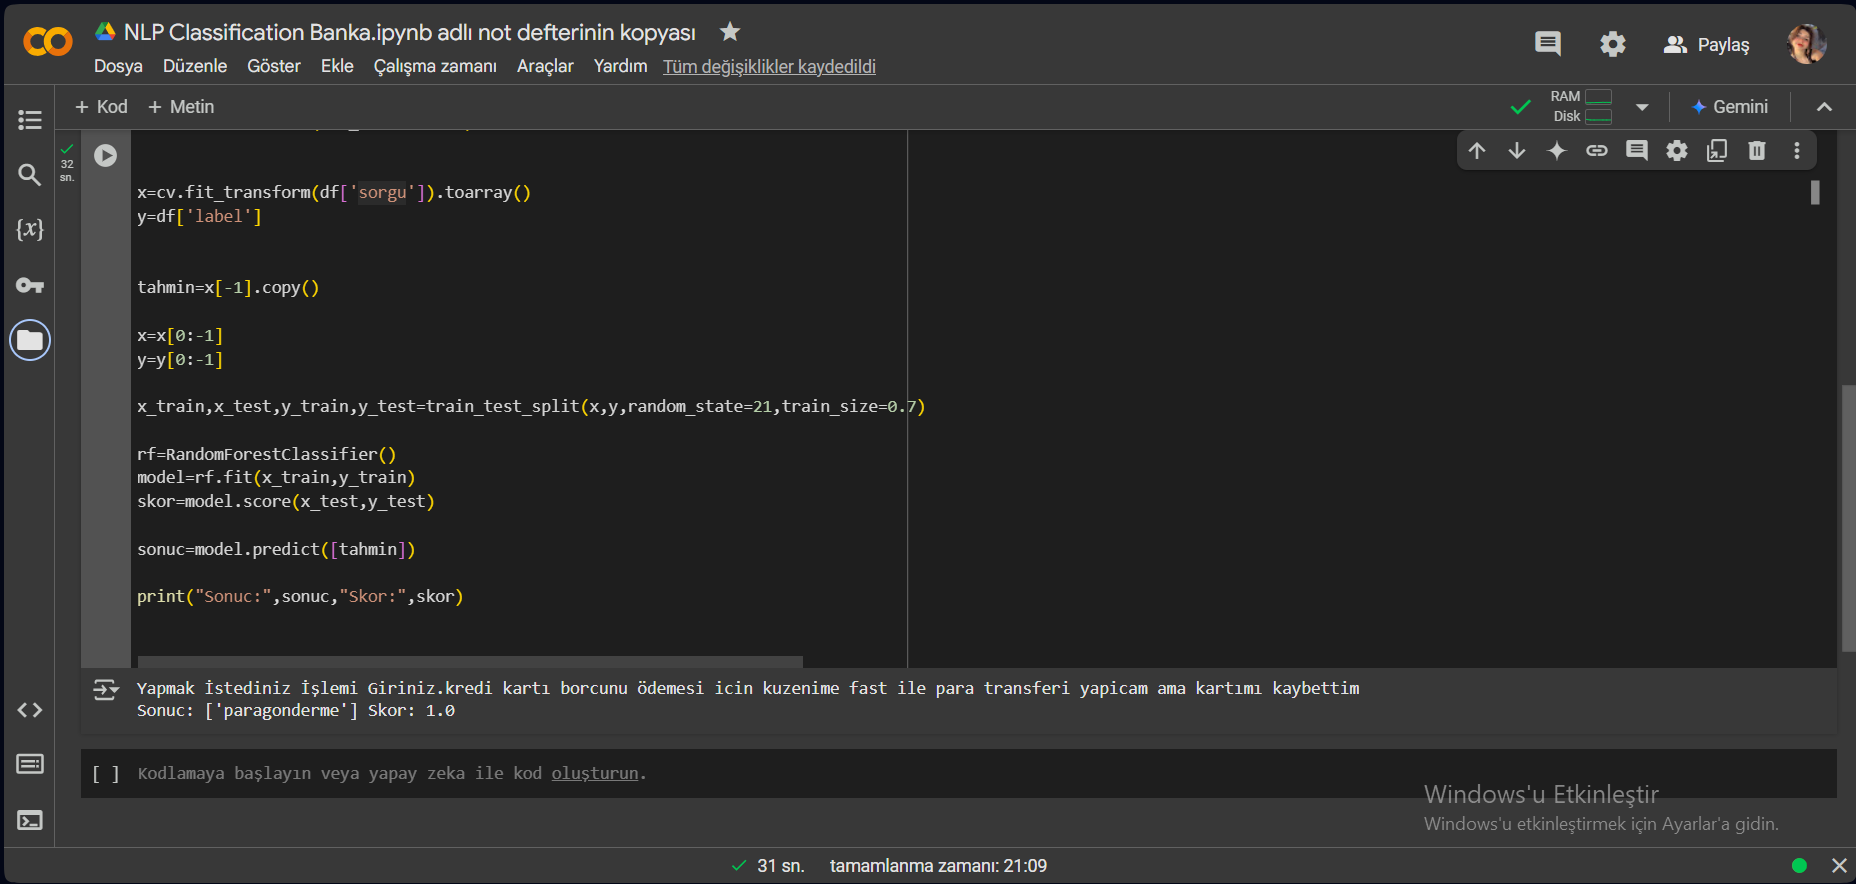 NLP Classification Banka.ipynb adlı not defterinin kopyası
Paylaş
Dosya Düzenle Göster Ekle Çalışma zamanı Araçlar Yardım Tüm değişiklikler kaydedildi
+ Kod + Metin
RAM
Disk
Gemini
32
sn.
x=cv.fit_transform(df['sorgu']).toarray()
y=df['label']
tahmin=x[-1].copy()
x=x[0:-1]
y=y[0:-1]
x_train,x_test,y_train,y_test=train_test_split(x,y,random_state=21,train_size=0.7)
rf=RandomForestClassifier()
model=rf.fit(x_train,y_train)
skor=model.score(x_test,y_test)
sonuc=model.predict([tahmin])
print("Sonuc:",sonuc,"Skor:",skor)
Yapmak İstediniz İşlemi Giriniz.kredi kartı borcunu ödemesi icin kuzenime fast ile para transferi yapicam ama kartımı kaybettim
Sonuc: ['paragonderme'] Skor: 1.0
[ ] Kodlamaya başlayın veya yapay zeka ile kod oluşturun.
Windows'u Etkinleştir
Windows'u etkinleştirmek için Ayarlar'a gidin.
31 sn. tamamlanma zamanı: 21:09